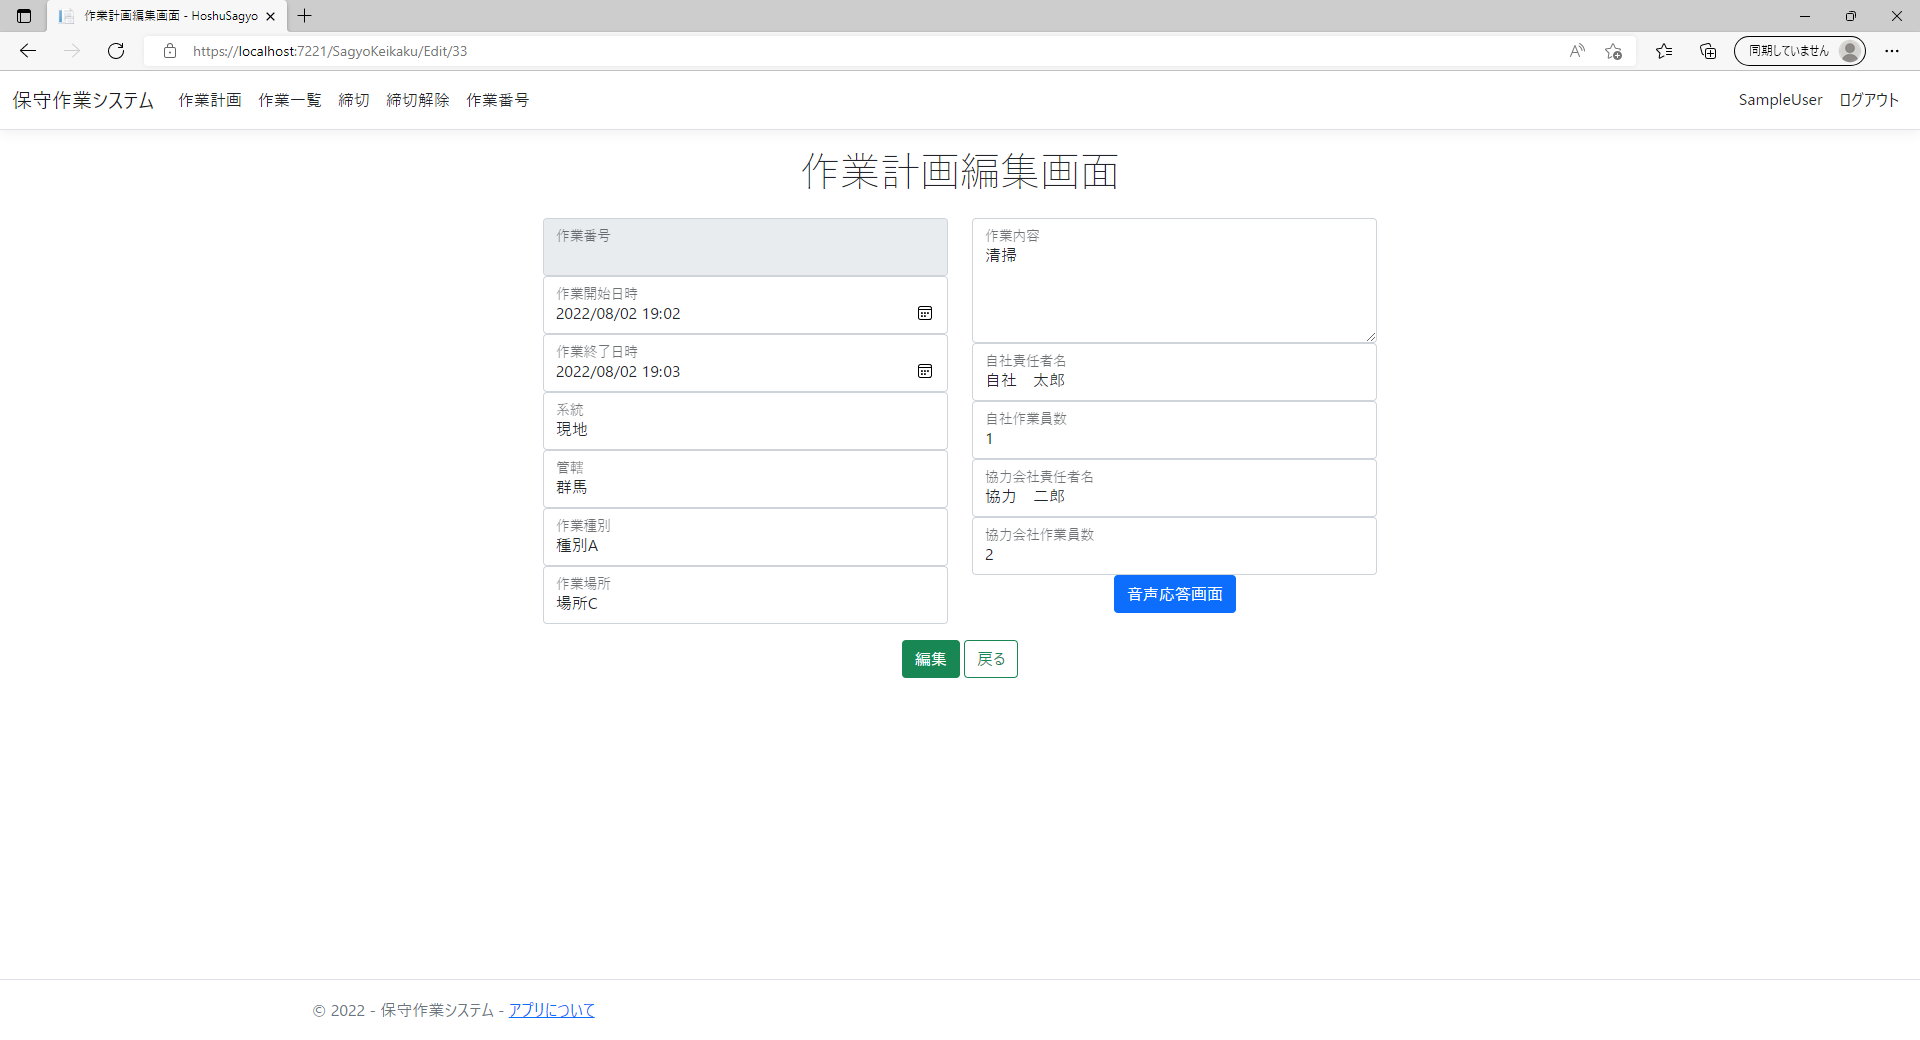 作業計画編集画面 - HoshuSagyo
https://localhost:7221/SagyoKeikaku/Edit/33
同期していません
保守作業システム 作業計画 作業一覧 締切 締切解除 作業番号 SampleUser ログアウト
作業計画編集画面
作業番号
作業開始日時
2022/08/02 19:02
作業終了日時
2022/08/02 19:03
系統
現地
管轄
群馬
作業種別
種別A
作業場所
場所C
作業内容
清掃
自社責任者名
自社　太郎
自社作業員数
1
協力会社責任者名
協力　二郎
協力会社作業員数
2
音声応答画面
編集 戻る
© 2022 - 保守作業システム - アプリについて